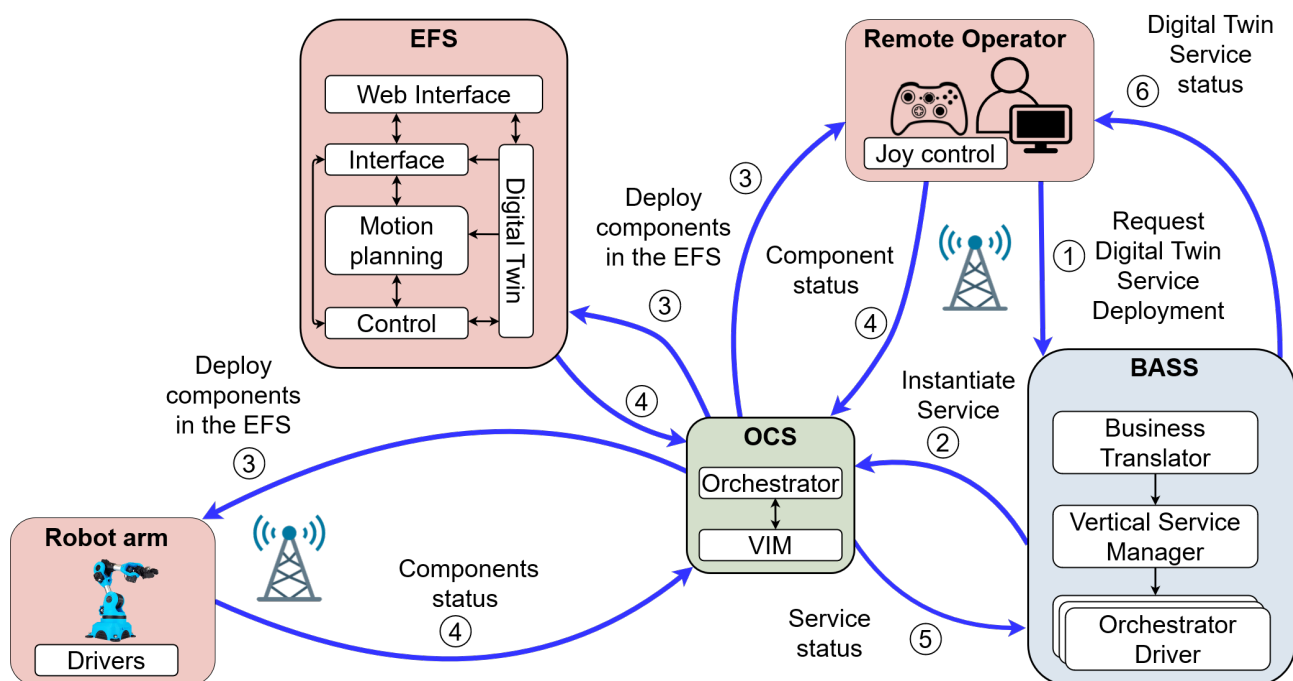 EFS
Web Interface
Interface
Motion
planning
Control
Digital Twin
Remote Operator
Joy control
Digital Twin
Service
status
⑥
③
Deploy
components
in the EFS
③
Component
status
④
①
Request
Digital Twin
Service
Deployment
Deploy
components
in the EFS
③
④
Instantiate
Service
②
OCS
Orchestrator
VIM
BASS
Business
Translator
Vertical Service
Manager
Orchestrator
Driver
Robot arm
Drivers
Components
status
④
Service
status
⑤